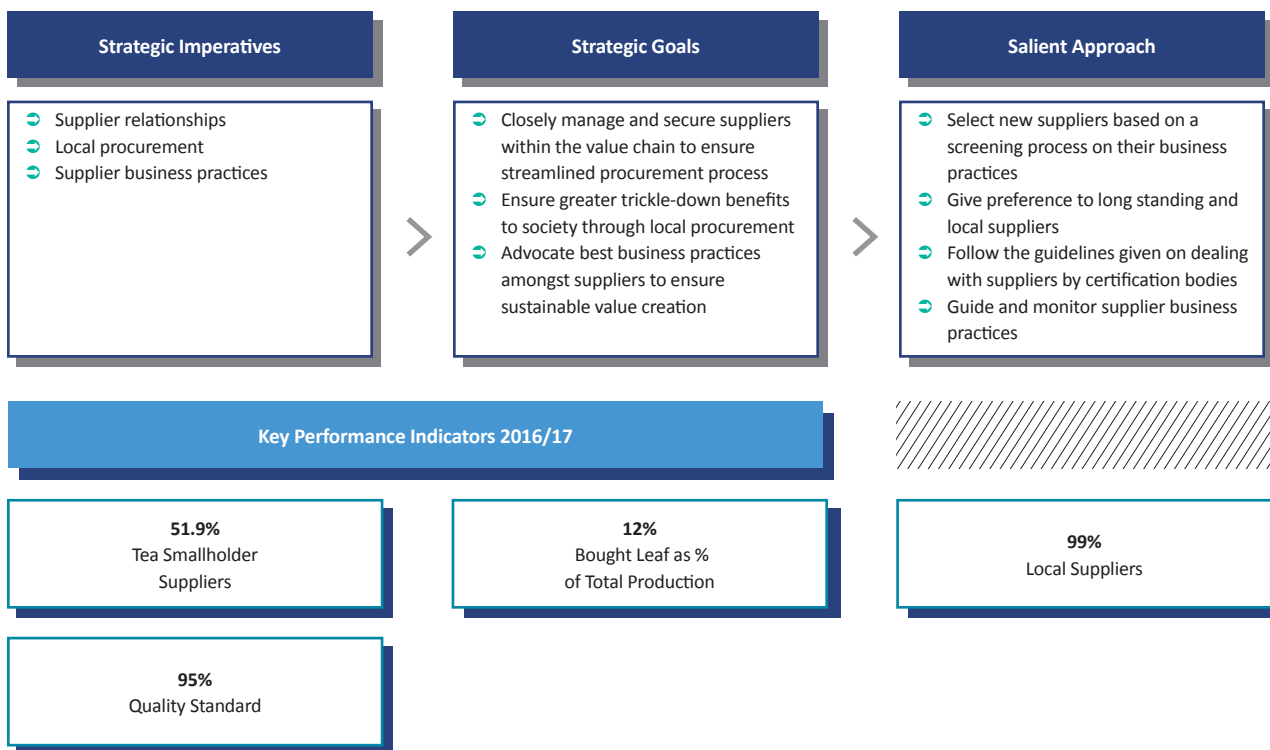 Strategic Imperatives
Supplier relationships
Local procurement
Supplier business practices
Strategic Goals
Closely manage and secure suppliers
within the value chain to ensure
streamlined procurement process
Ensure greater trickle-down benefits
to society through local procurement
Advocate best business practices
amongst suppliers to ensure
sustainable value creation
Salient Approach
Select new suppliers based on a
screening process on their business
practices
Give preference to long standing and
local suppliers
Follow the guidelines given on dealing
with suppliers by certification bodies
Guide and monitor supplier business
practices
Key Performance Indicators 2016/17
51.9%
Tea Smallholder
Suppliers
12%
Bought Leaf as %
of Total Production
99%
Local Suppliers
95%
Quality Standard